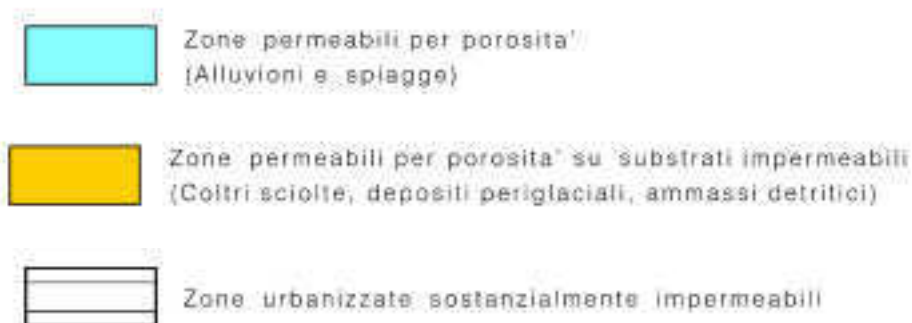 Zone permeabili per porosita'
(Alluvioni e spiagge)
Zone permeabili per porosita' su substrati impermeabili
(Coltri sciolte, depositi periglaciali, ammassi detritici)
Zone urbanizzate sostanzialmente impermeabili